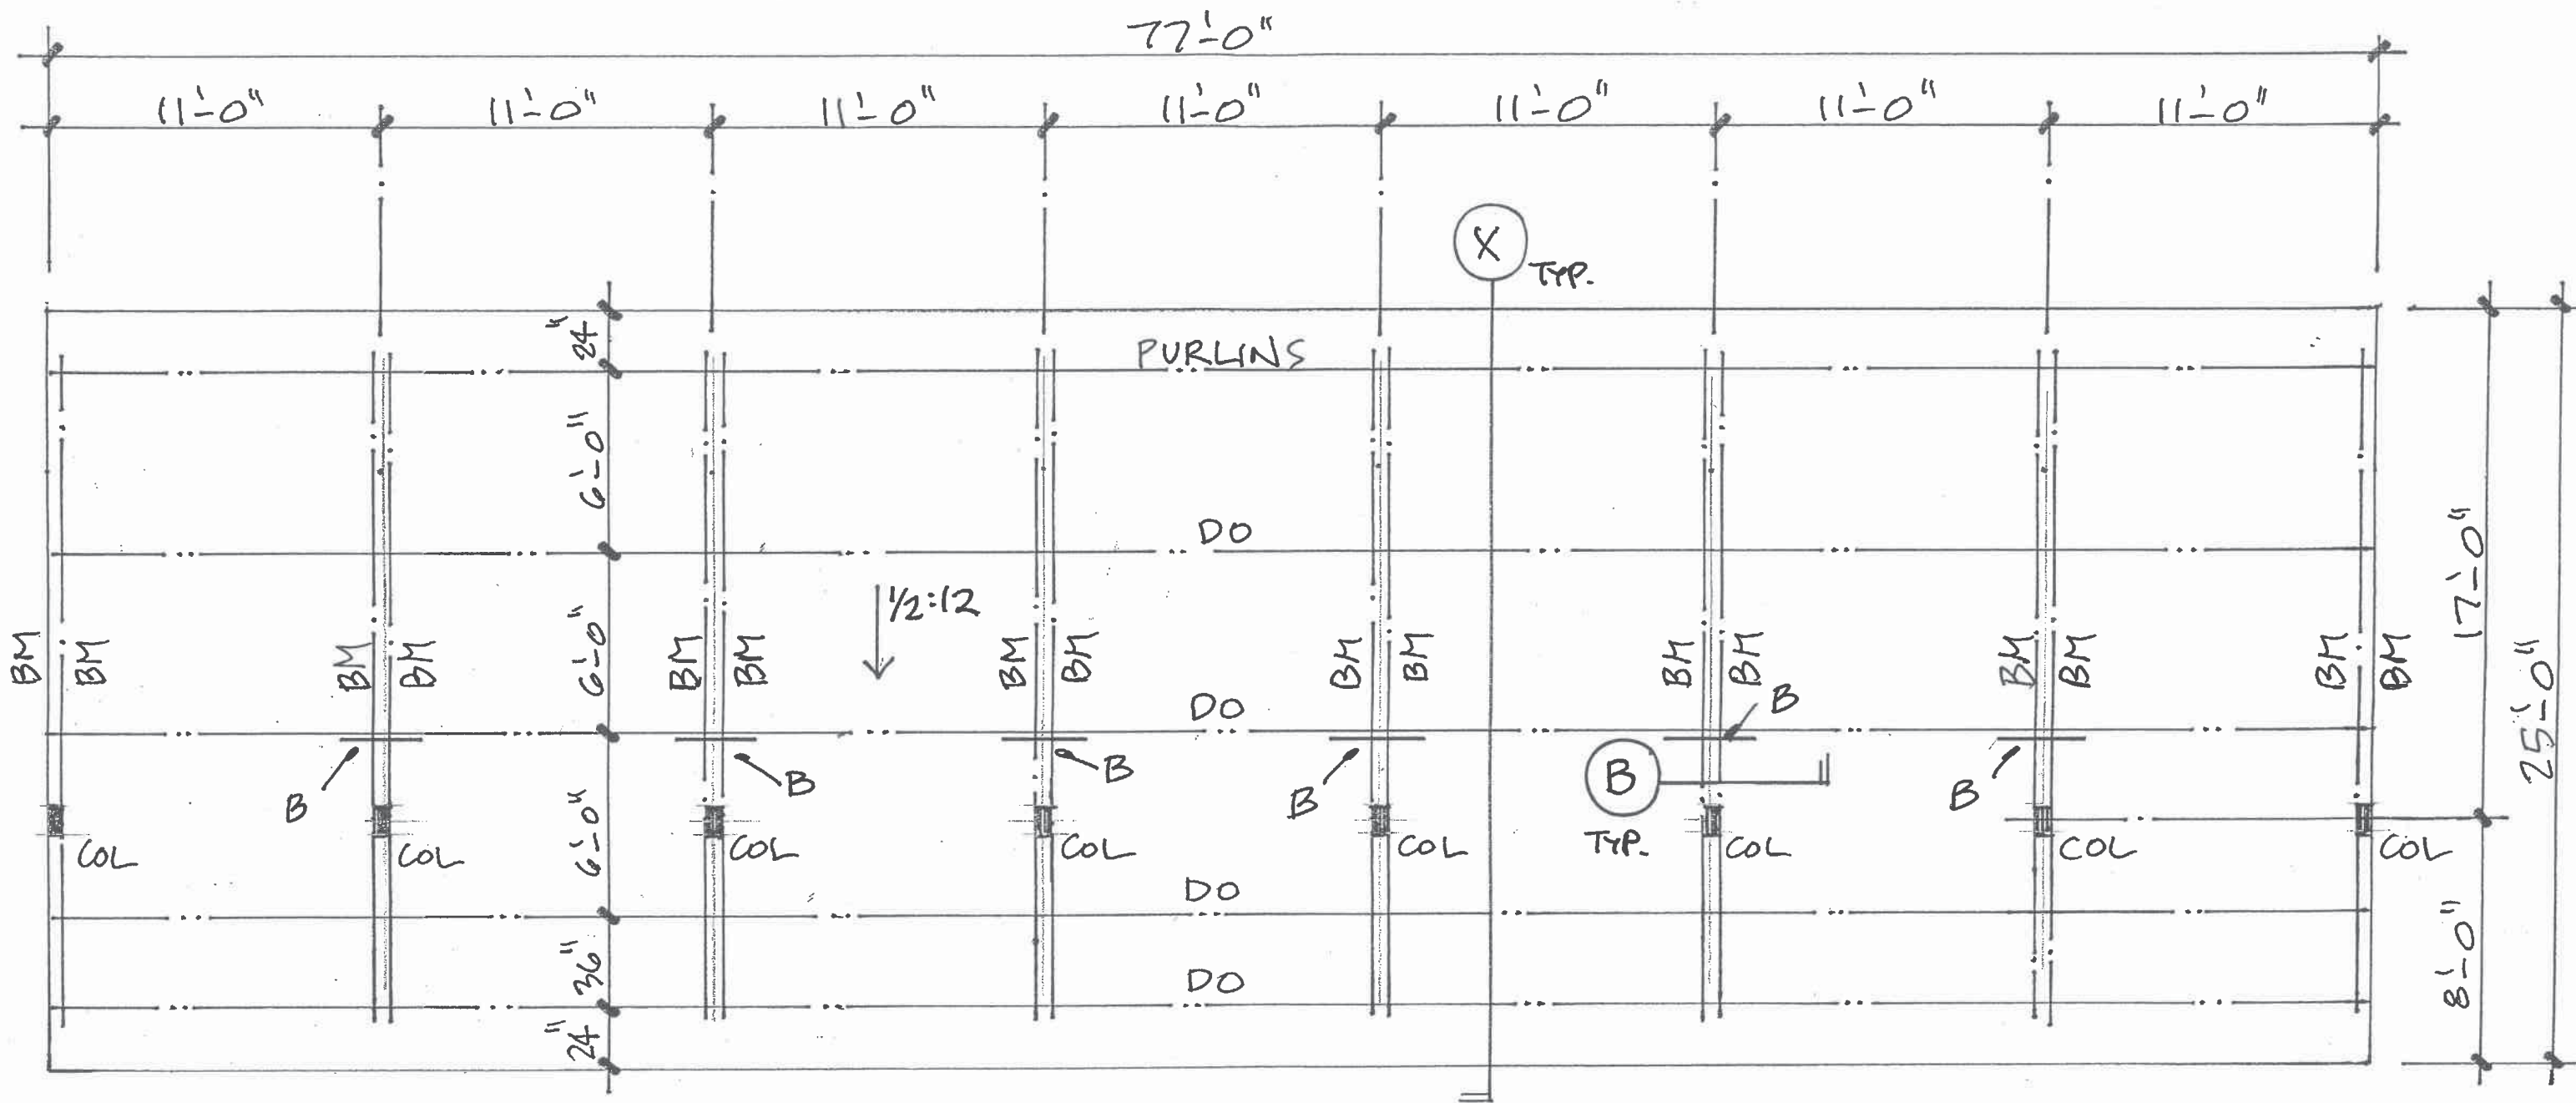 77'-0"
11'-0" 11'-0" 11'-0" 11'-0" 11'-0" 11'-0" 11'-0"
X TYP.
24"
PURLINS
6'-0"
DO
1/2:12
6'-0"
17'-0"
25'-0"
BM BM BM BM BM BM BM BM BM BM BM BM BM BM BM BM
DO
B
B B B B B B
TYP.
6'-0"
COL COL COL COL COL COL COL COL
DO
36"
8'-0"
DO
24"